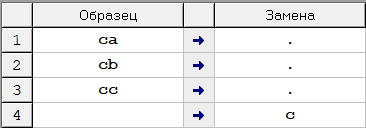 Образец Замена
1 ca → .
2 cb → .
3 cc → .
4 → c